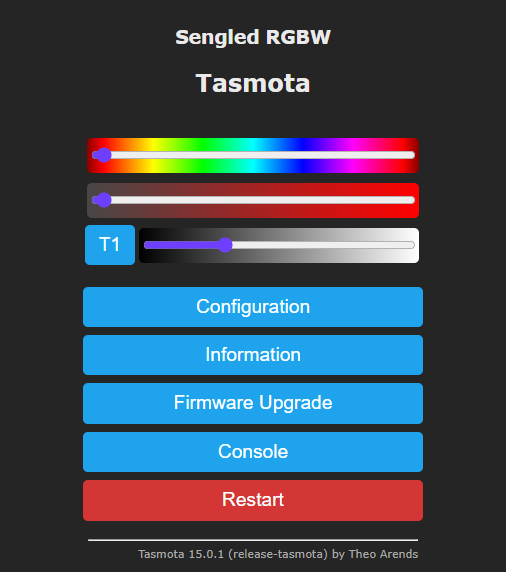 Sengled RGBW
Tasmota
T1
Configuration
Information
Firmware Upgrade
Console
Restart
Tasmota 15.0.1 (release-tasmota) by Theo Arends